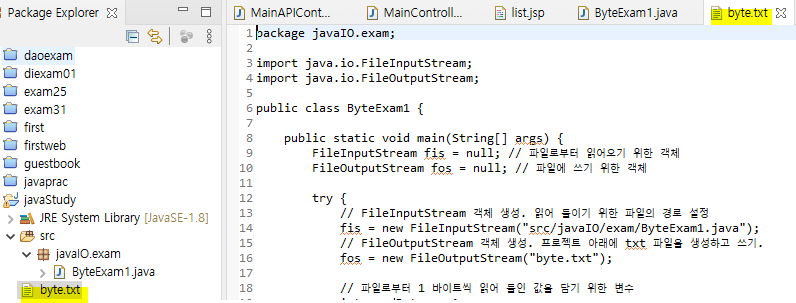 Package Explorer
daoexam
diexam01
exam25
exam31
first
firstweb
guestbook
javaprac
javaStudy
JRE System Library [JavaSE-1.8]
src
javaIO.exam
ByteExam1.java
byte.txt
MainAPICont...
MainControll...
list.jsp
ByteExam1.java
byte.txt
1 package javaIO.exam;
2
3 import java.io.FileInputStream;
4 import java.io.FileOutputStream;
5
6 public class ByteExam1 {
7
8 public static void main(String[] args) {
9 FileInputStream fis = null; // 파일로부터 읽어오기 위한 객체
10 FileOutputStream fos = null; // 파일에 쓰기 위한 객체
11
12 try {
13 // FileInputStream 객체 생성. 읽어 들이기 위한 파일의 경로 설정
14 fis = new FileInputStream("src/javaIO/exam/ByteExam1.java");
15 // FileOutputStream 객체 생성. 프로젝트 아래에 txt 파일을 생성하고 쓰기.
16 fos = new FileOutputStream("byte.txt");
17
18 // 파일로부터 1 바이트씩 읽어 들인 값을 담기 위한 변수